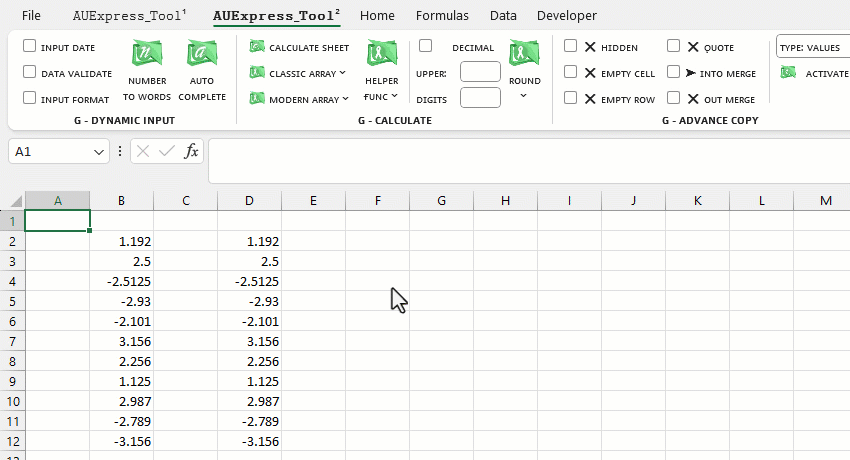 File AUExpress_Tool¹ AUExpress_Tool² Home Formulas Data Developer
INPUT DATE
DATA VALIDATE
INPUT FORMAT
NUMBER TO WORDS
AUTO COMPLETE
G - DYNAMIC INPUT
CALCULATE SHEET
CLASSIC ARRAY
MODERN ARRAY
HELPER FUNC
DECIMAL
UPPER:
DIGITS
ROUND
G - CALCULATE
HIDDEN
EMPTY CELL
EMPTY ROW
QUOTE
INTO MERGE
OUT MERGE
G - ADVANCE COPY
TYPE: VALUES
ACTIVATE
A1 fx
A B C D E F G H I J K L M
1
2 1.192 1.192
3 2.5 2.5
4 -2.5125 -2.5125
5 -2.93 -2.93
6 -2.101 -2.101
7 3.156 3.156
8 2.256 2.256
9 1.125 1.125
10 2.987 2.987
11 -2.789 -2.789
12 -3.156 -3.156